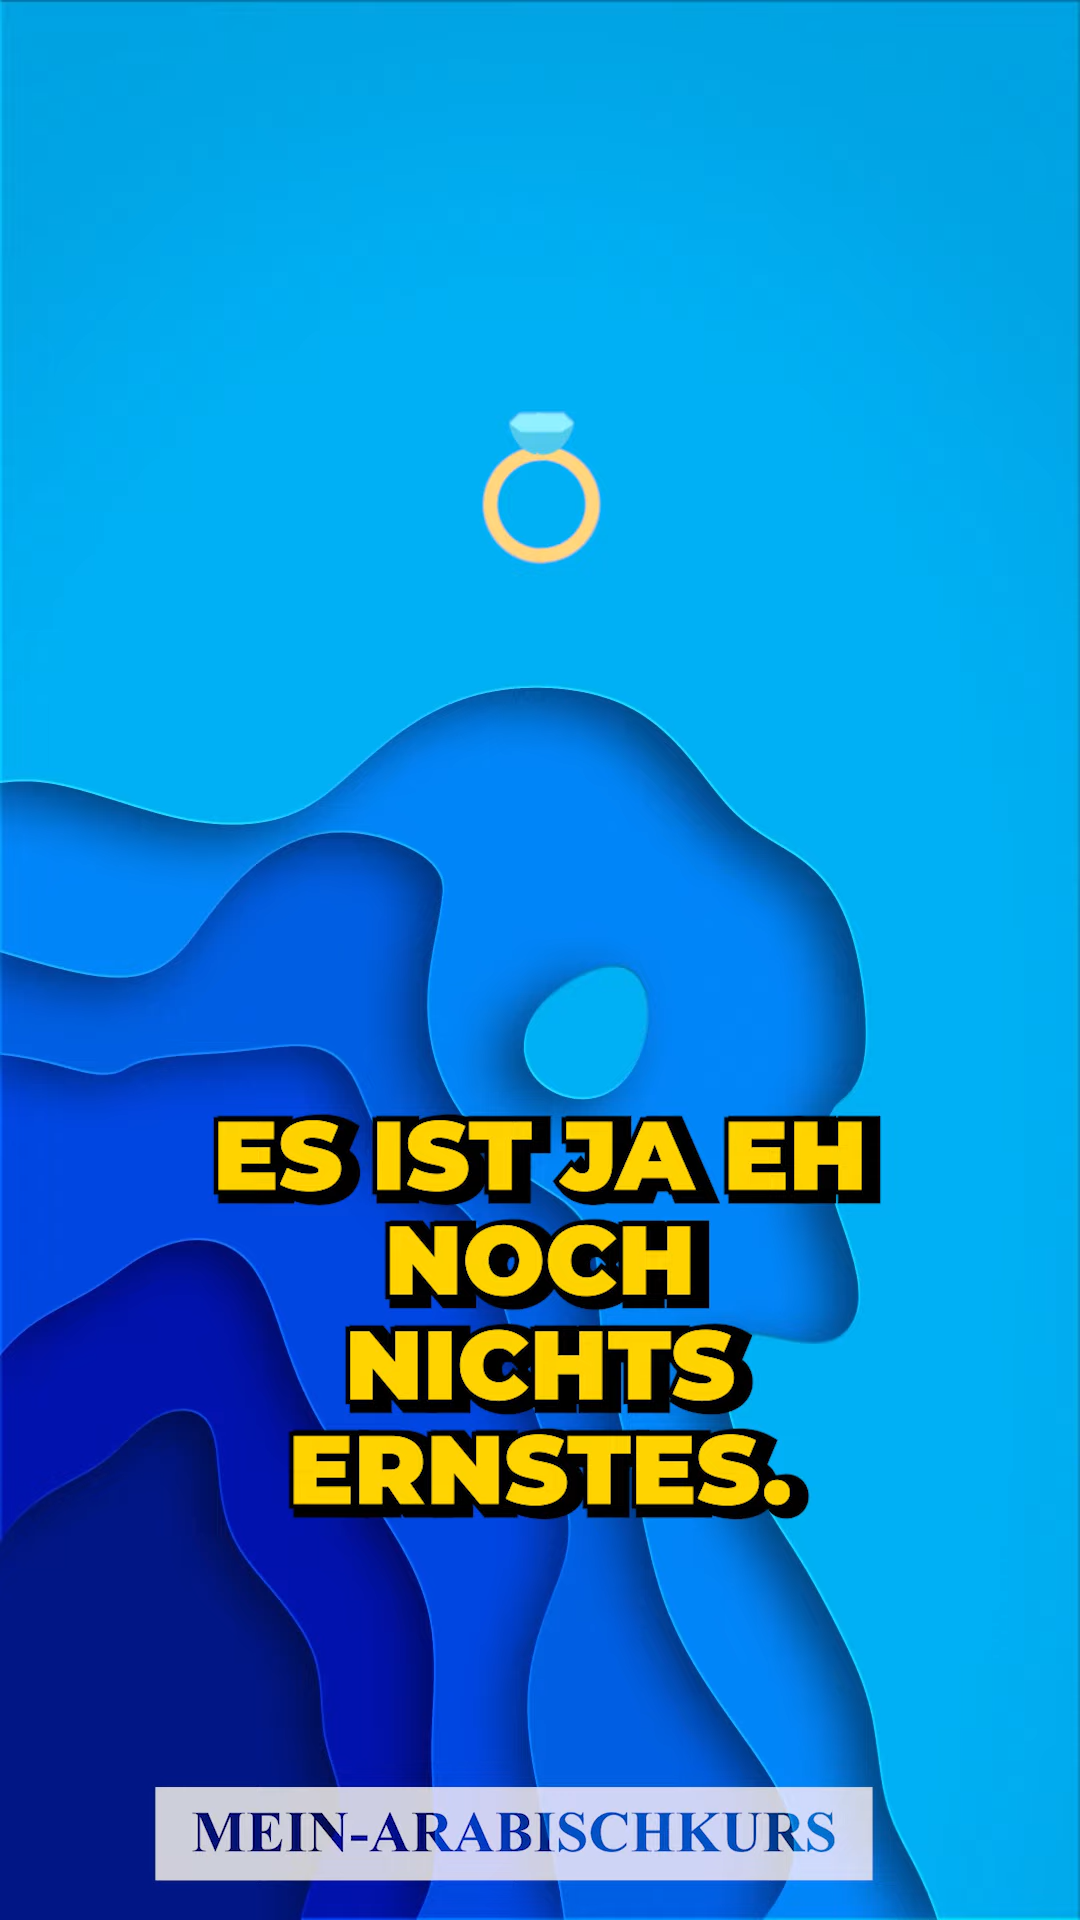 ES IST JA EH
NOCH
NICHTS
ERNSTES.
MEIN-ARABISCHKURS